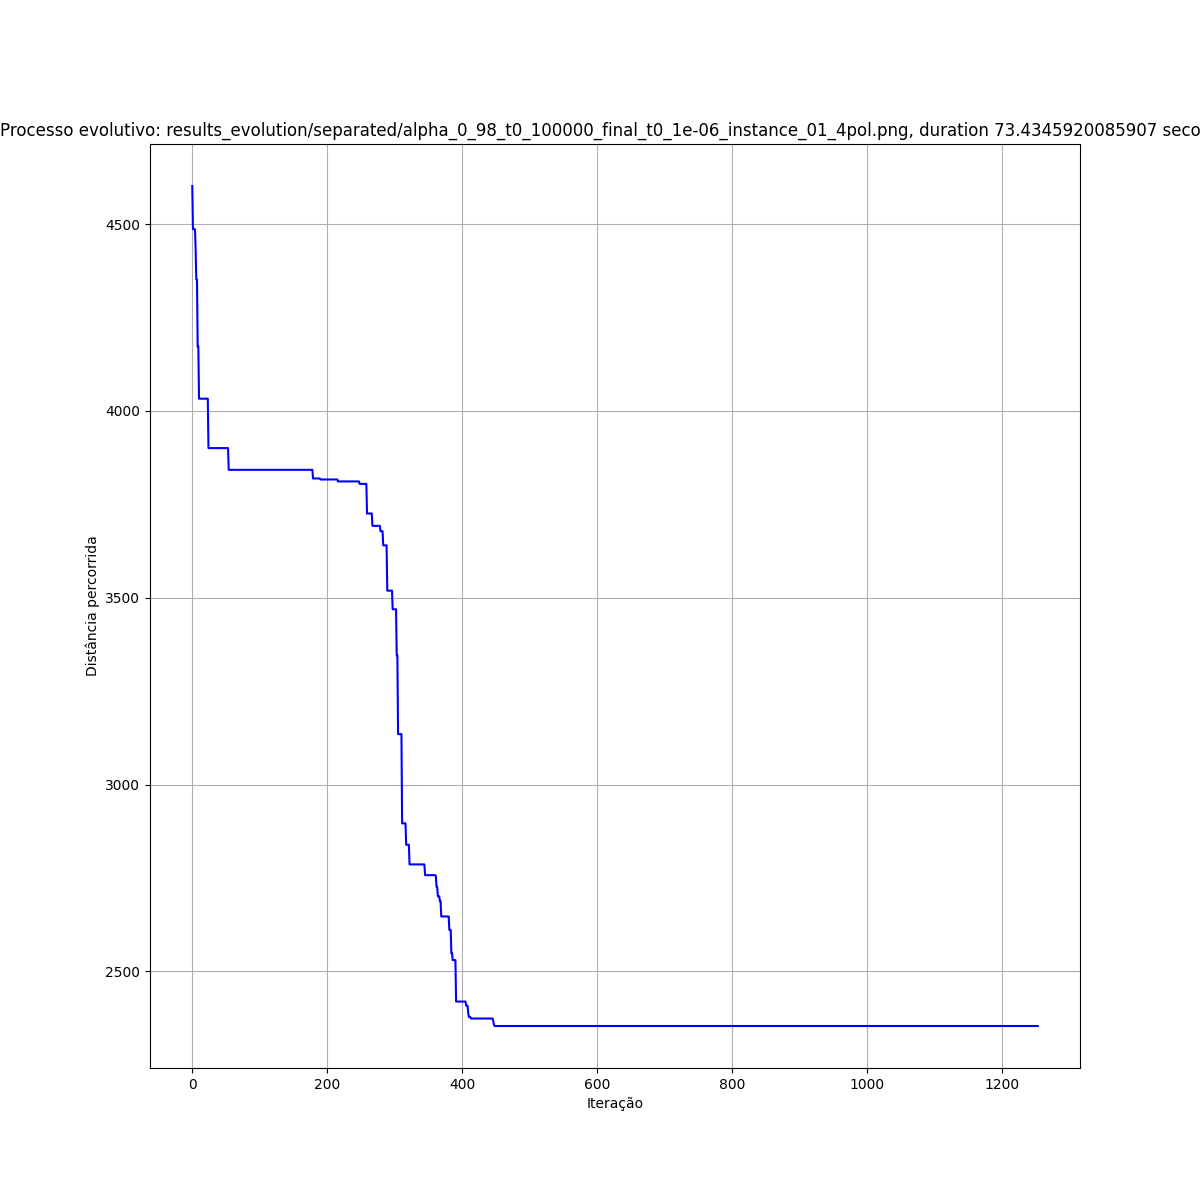 Processo evolutivo: results_evolution/separated/alpha_0_98_t0_100000_final_t0_1e-06_instance_01_4pol.png, duration 73.4345920085907 seco
4500
4000
3500
3000
2500
Distância percorrida
0 200 400 600 800 1000 1200
Iteração